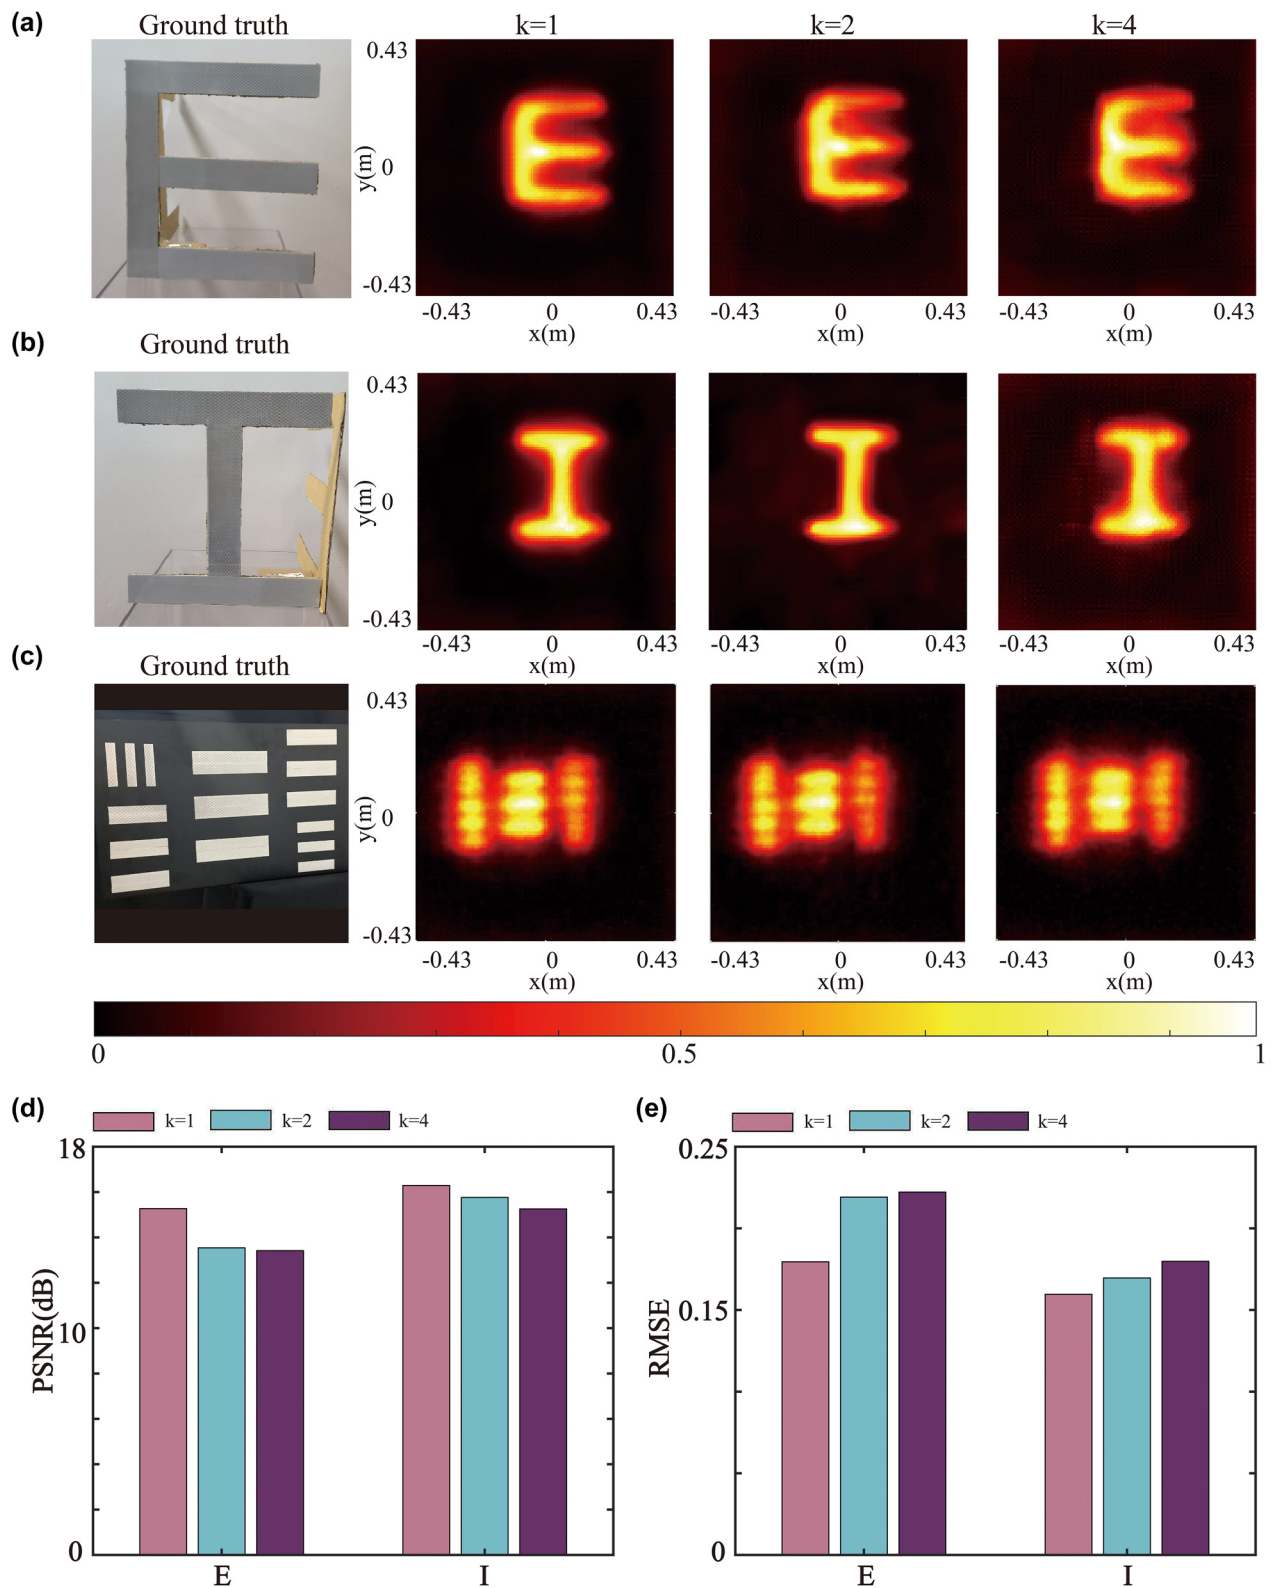 (a) Ground truth k=1 k=2 k=4
0.43
y(m) 0
-0.43
-0.43 0 0.43 -0.43 0 0.43 -0.43 0 0.43
x(m) x(m) x(m)
(b) Ground truth
0.43
y(m) 0
-0.43
-0.43 0 0.43 -0.43 0 0.43 -0.43 0 0.43
x(m) x(m) x(m)
(c) Ground truth
0.43
y(m) 0
-0.43
-0.43 0 0.43 -0.43 0 0.43 -0.43 0 0.43
x(m) x(m) x(m)
0 0.5 1
(d) k=1 k=2 k=4
18
PSNR(dB)
10
0
E I
(e) k=1 k=2 k=4
0.25
RMSE
0.15
0
E I